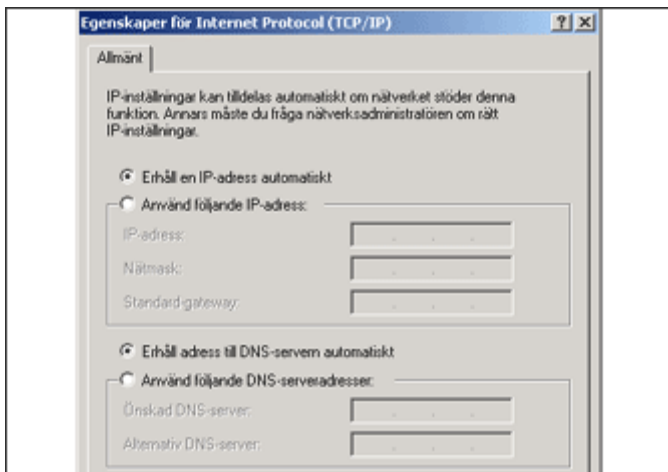 Egenskaper för Internet Protocol (TCP/IP)
Allmänt
IP-inställningar kan tilldelas automatiskt om nätverket stöder denna
funktion. Annars måste du fråga nätverksadministratören om rätt
IP-inställningar.
Erhåll en IP-adress automatiskt
Använd följande IP-adress:
IP-adress:
Nätmask:
Standard-gateway:
Erhåll adress till DNS-servern automatiskt
Använd följande DNS-serveradresser:
Önskad DNS-server:
Alternativ DNS-server: